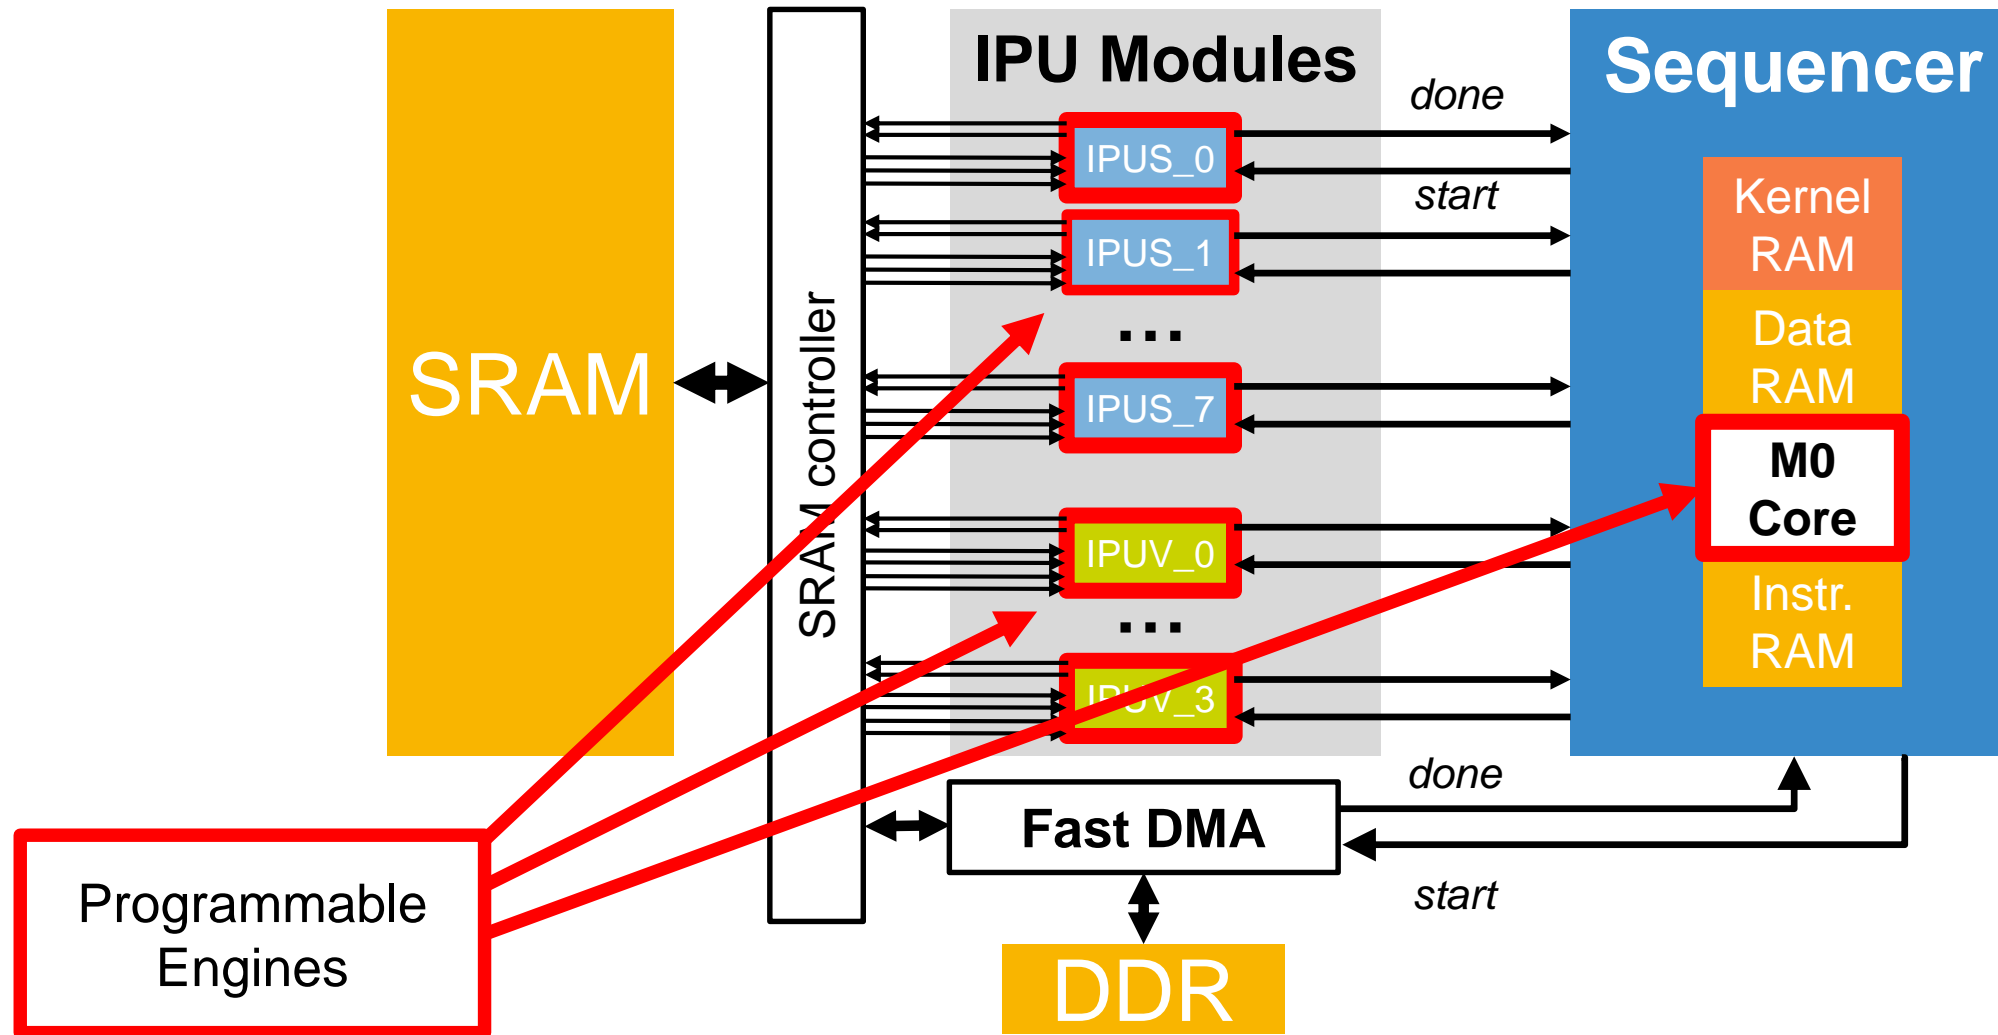 IPU Modules
Sequencer
done
IPUS_0
start
Kernel
RAM
IPUS_1
...
Data
RAM
SRAM
SRAM controller
IPUS_7
M0
Core
IPUV_0
...
Instr.
RAM
IPUV_3
done
Fast DMA
start
Programmable
Engines
DDR